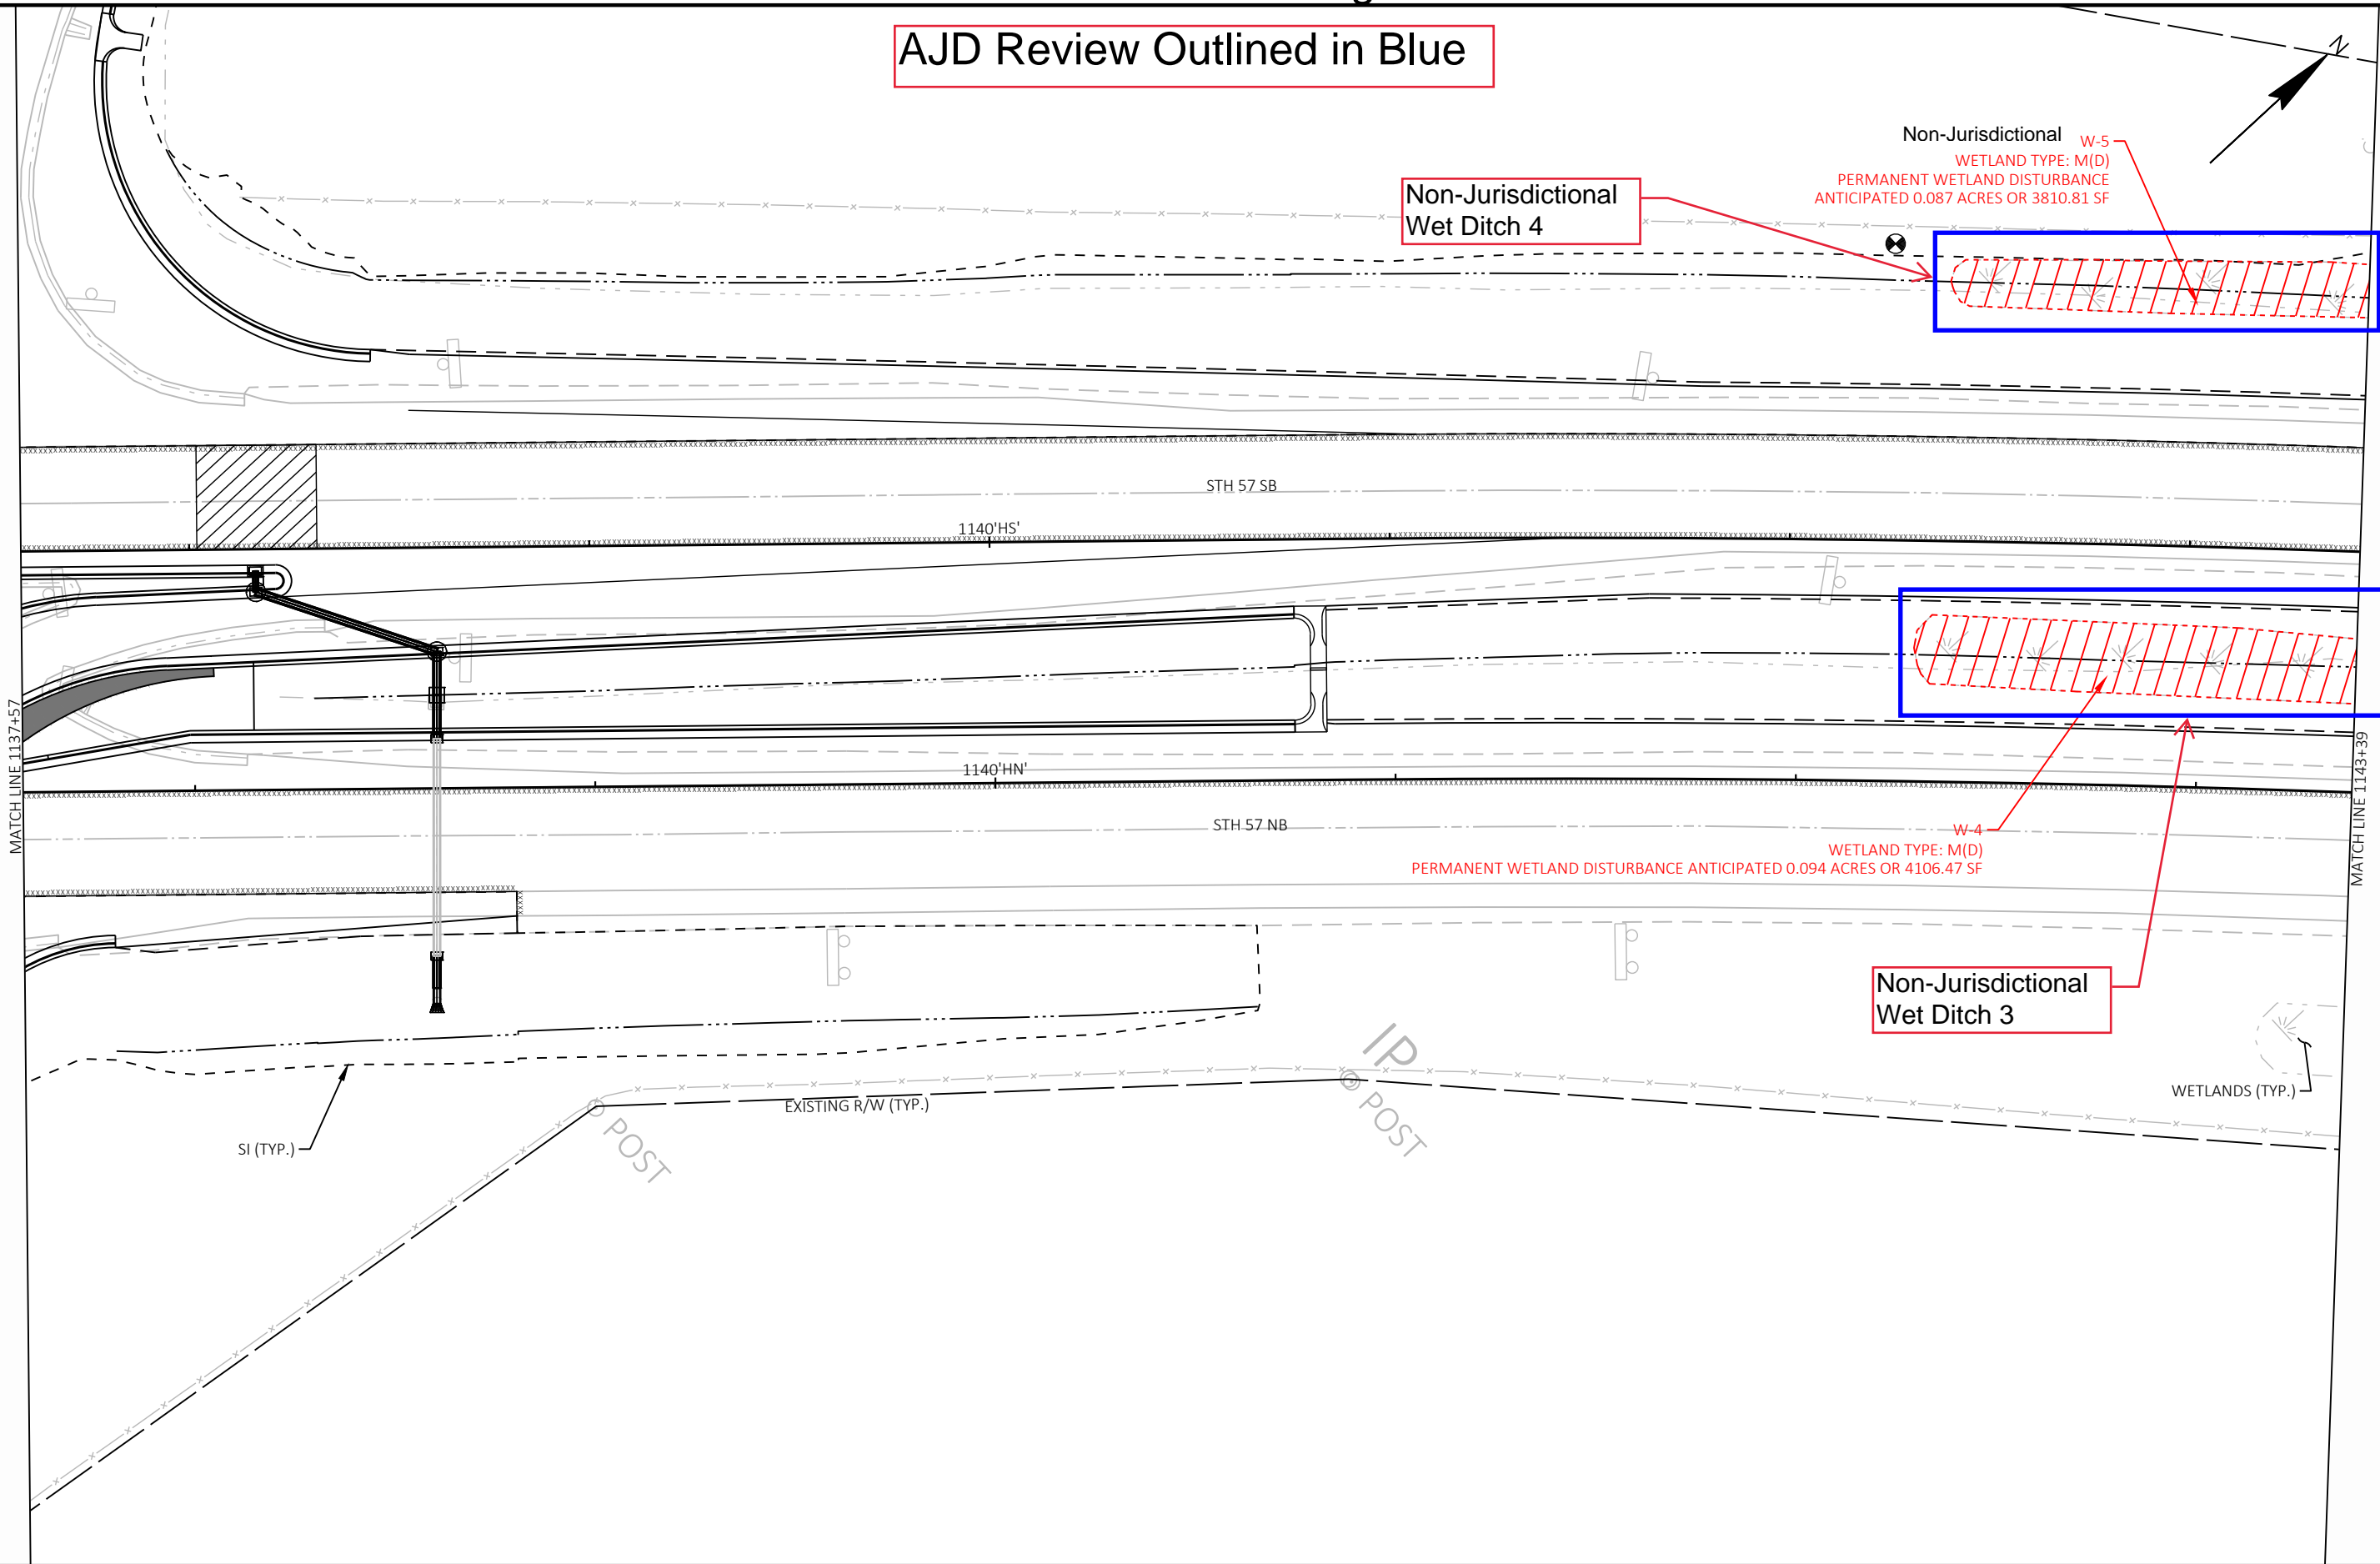 AJD Review Outlined in Blue
N
Non-Jurisdictional
W-5
WETLAND TYPE: M(D)
PERMANENT WETLAND DISTURBANCE
ANTICIPATED 0.087 ACRES OR 3810.81 SF
Non-Jurisdictional
Wet Ditch 4
STH 57 SB
1140'HS'
MATCH LINE 1137+57
1140'HN'
MATCH LINE 1143+39
STH 57 NB
W-4
WETLAND TYPE: M(D)
PERMANENT WETLAND DISTURBANCE ANTICIPATED 0.094 ACRES OR 4106.47 SF
Non-Jurisdictional
Wet Ditch 3
IP
POST
WETLANDS (TYP.)
EXISTING R/W (TYP.)
POST
SI (TYP.)